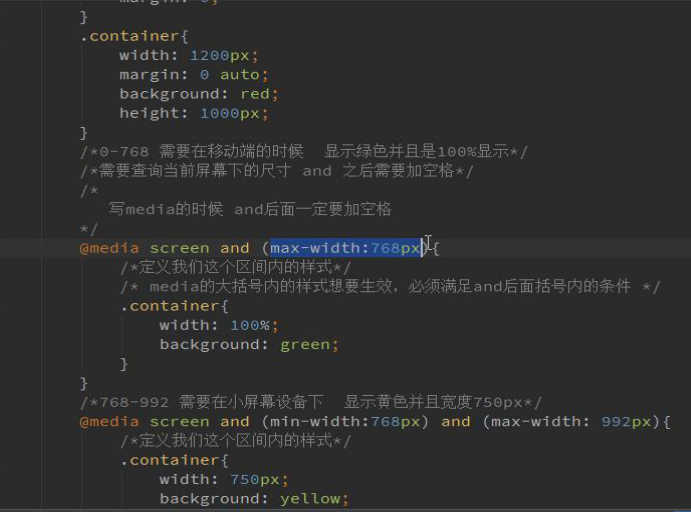 }
.container{
width: 1200px;
margin: 0 auto;
background: red;
height: 1000px;
}
/*0-768 需要在移动端的时候 显示绿色并且是100%显示*/
/*需要查询当前屏幕下的尺寸 and 之后需要加空格*/
/*
写media的时候 and后面一定要加空格
*/
@media screen and (max-width:768px){
/*定义我们这个区间内的样式*/
/* media的大括号内的样式想要生效，必须满足and后面括号内的条件 */
.container{
width: 100%;
background: green;
}
}
/*768-992 需要在小屏幕设备下 显示黄色并且宽度750px*/
@media screen and (min-width:768px) and (max-width: 992px){
/*定义我们这个区间内的样式*/
.container{
width: 750px;
background: yellow;